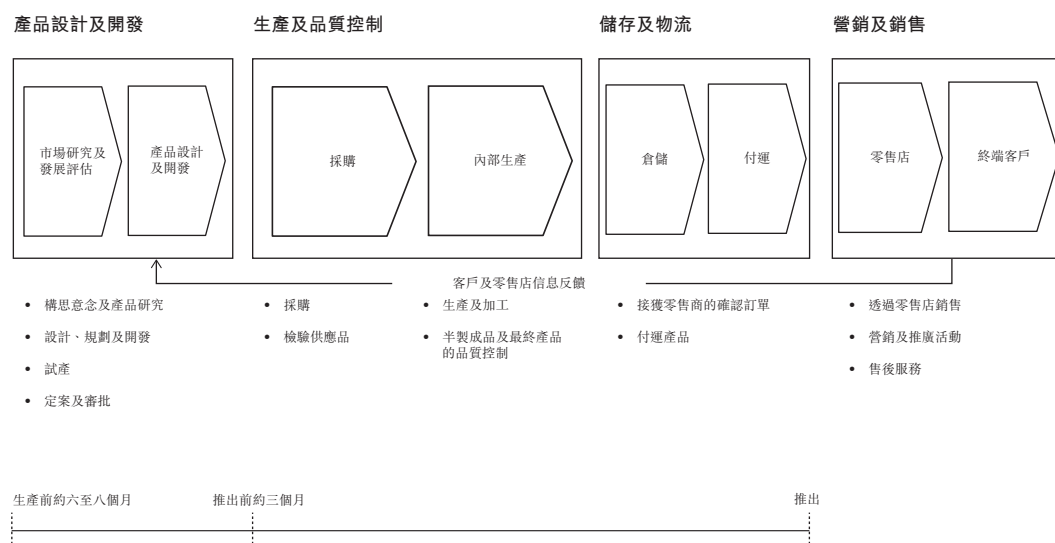 產品設計及開發
生產及品質控制
儲存及物流
營銷及銷售
市場研究及
發展評估
產品設計
及開發
採購
內部生產
倉儲
付運
零售店
終端客戶
客戶及零售店信息反饋
• 構思意念及產品研究
• 設計、規劃及開發
• 試產
• 定案及審批
• 採購
• 檢驗供應品
• 生產及加工
• 半製成品及最終產品
的品質控制
• 接獲零售商的確認訂單
• 付運產品
• 透過零售店銷售
• 營銷及推廣活動
• 售後服務
生產前約六至八個月
推出前約三個月
推出